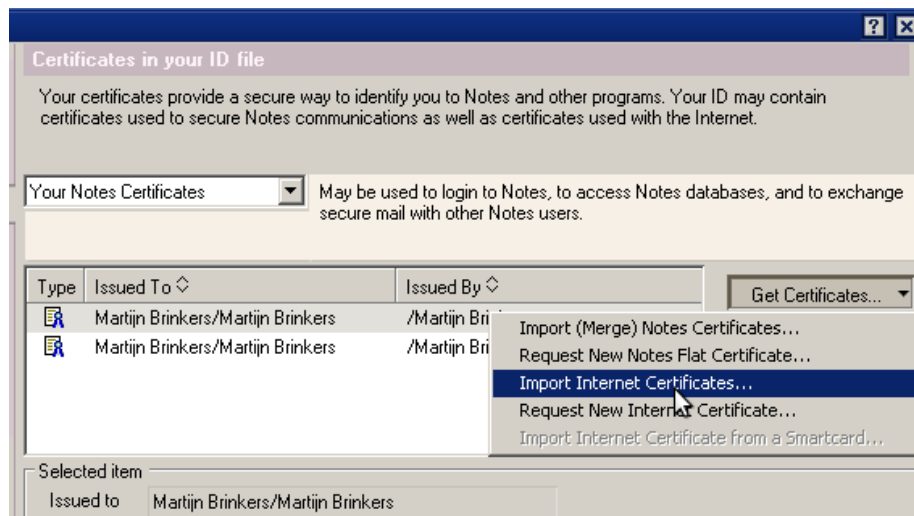 Certificates in your ID file
Your certificates provide a secure way to identify you to Notes and other programs. Your ID may contain
certificates used to secure Notes communications as well as certificates used with the Internet.
Your Notes Certificates
May be used to login to Notes, to access Notes databases, and to exchange
secure mail with other Notes users.
Type Issued To Issued By
Get Certificates...
Martijn Brinkers/Martijn Brinkers /Martijn
Martijn Brinkers/Martijn Brinkers /Martijn
Import (Merge) Notes Certificates...
Request New Notes Flat Certificate...
Import Internet Certificates...
Request New Internet Certificate...
Import Internet Certificate from a Smartcard...
Selected item
Issued to Martijn Brinkers/Martijn Brinkers